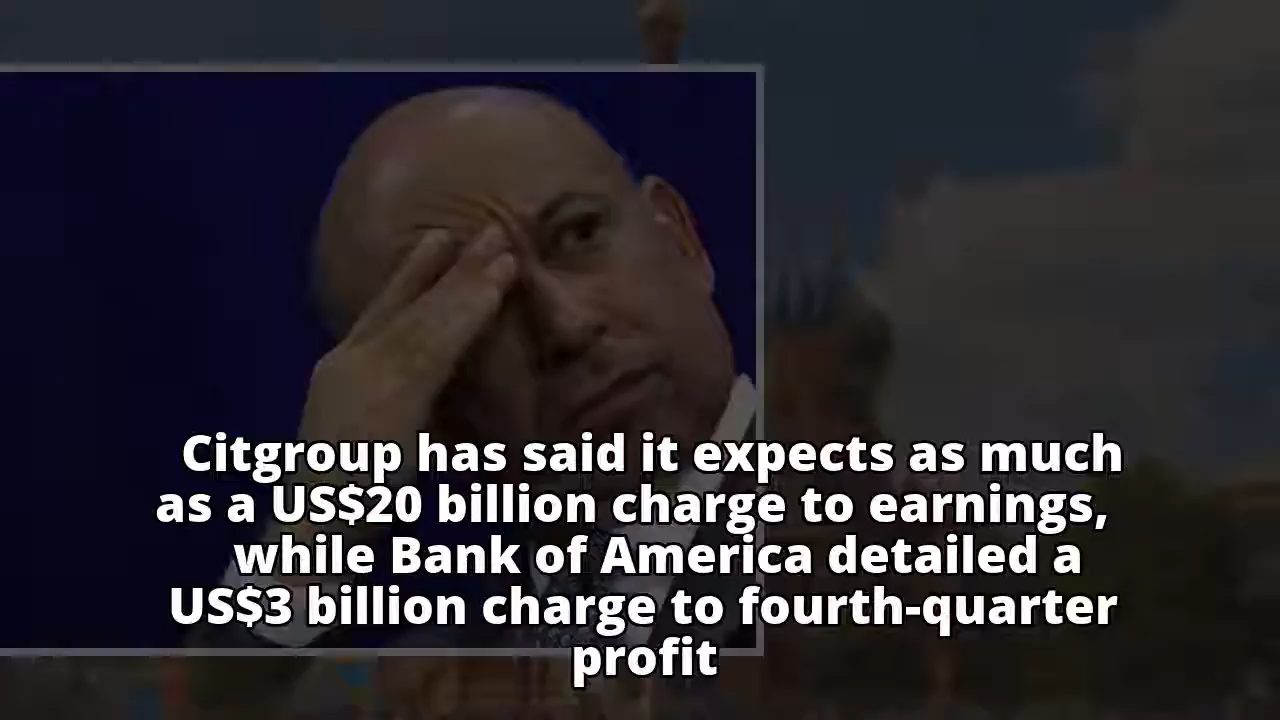 Citgroup has said it expects as much
as a US$20 billion charge to earnings,
while Bank of America detailed a
US$3 billion charge to fourth-quarter
profit